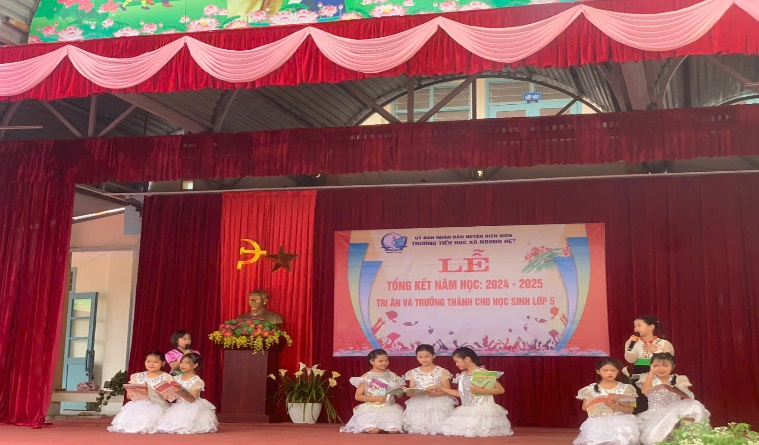 ỦY BAN NHÂN DÂN HUYỆN ĐIỆN BIÊN
TRƯỜNG TIỂU HỌC XÃ NOONG HẸT
LỄ
TỔNG KẾT NĂM HỌC: 2024 - 2025
TRI ÂN VÀ TRƯỞNG THÀNH CHO HỌC SINH LỚP 5